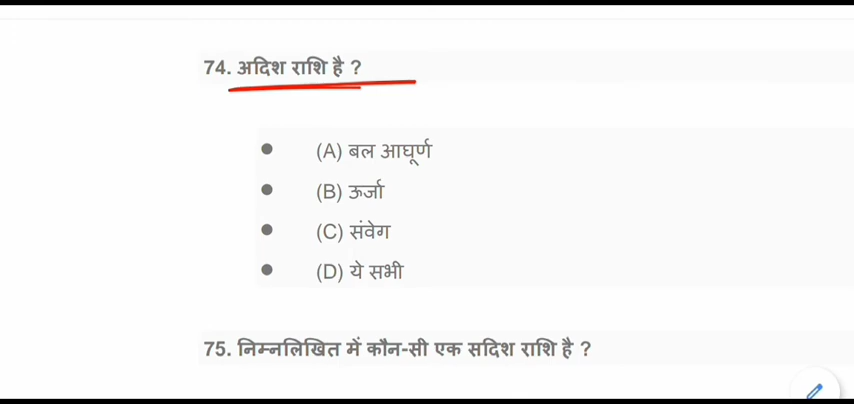 74. अदिश राशि है ?
(A) बल आघूर्ण
(B) ऊर्जा
(C) संवेग
(D) ये सभी
75. निम्नलिखित में कौन-सी एक सदिश राशि है ?